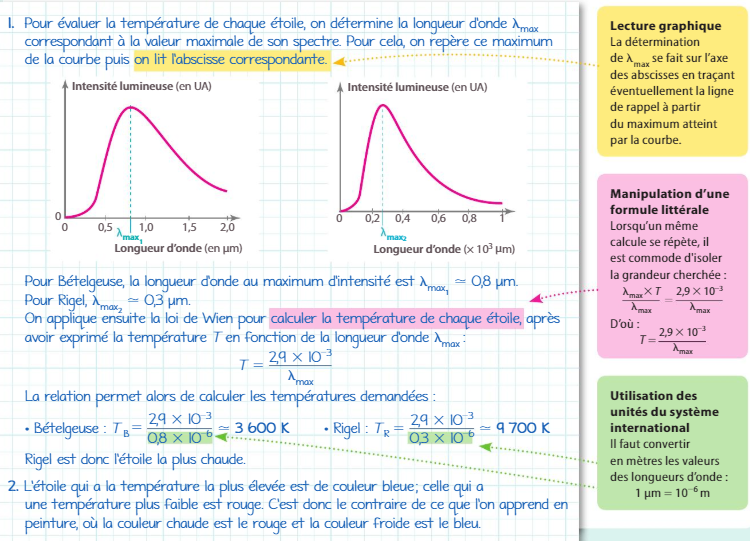 1. Pour évaluer la température de chaque étoile, on détermine la longueur d'onde λmax
correspondant à la valeur maximale de son spectre. Pour cela, on repère ce maximum
de la courbe puis on lit l'abscisse correspondante.
Intensité lumineuse (en UA)
0
0 0,5 1,0 1,5 2,0
λmax₁
Longueur d'onde (en µm)
Intensité lumineuse (en UA)
0 0,2 0,4 0,6 0,8 1
λmax₂
Longueur d'onde (× 10³ µm)
Pour Bételgeuse, la longueur d'onde au maximum d'intensité est λmax₁ ≃ 0,8 µm.
Pour Rigel, λmax₂ ≃ 0,3 µm.
On applique ensuite la loi de Wien pour calculer la température de chaque étoile, après
avoir exprimé la température T en fonction de la longueur d'onde λmax :
T = 2,9 × 10⁻³ / λmax
La relation permet alors de calculer les températures demandées :
• Bételgeuse : T_B = 2,9 × 10⁻³ / 0,8 × 10⁻⁶ ≃ 3 600 K • Rigel : T_R = 2,9 × 10⁻³ / 0,3 × 10⁻⁶ ≃ 9 700 K
Rigel est donc l'étoile la plus chaude.
2. L'étoile qui a la température la plus élevée est de couleur bleue; celle qui a
une température plus faible est rouge. C'est donc le contraire de ce que l'on apprend en
peinture, où la couleur chaude est le rouge et la couleur froide est le bleu.
Lecture graphique
La détermination
de λmax se fait sur l'axe
des abscisses en traçant
éventuellement la ligne
de rappel à partir
du maximum atteint
par la courbe.
Manipulation d'une
formule littérale
Lorsqu'un même
calcule se répète, il
est commode d'isoler
la grandeur cherchée :
λmax × T / λmax = 2,9 × 10⁻³ / λmax
D'où :
T = 2,9 × 10⁻³ / λmax
Utilisation des
unités du système
international
Il faut convertir
en mètres les valeurs
des longueurs d'onde :
1 µm = 10⁻⁶ m